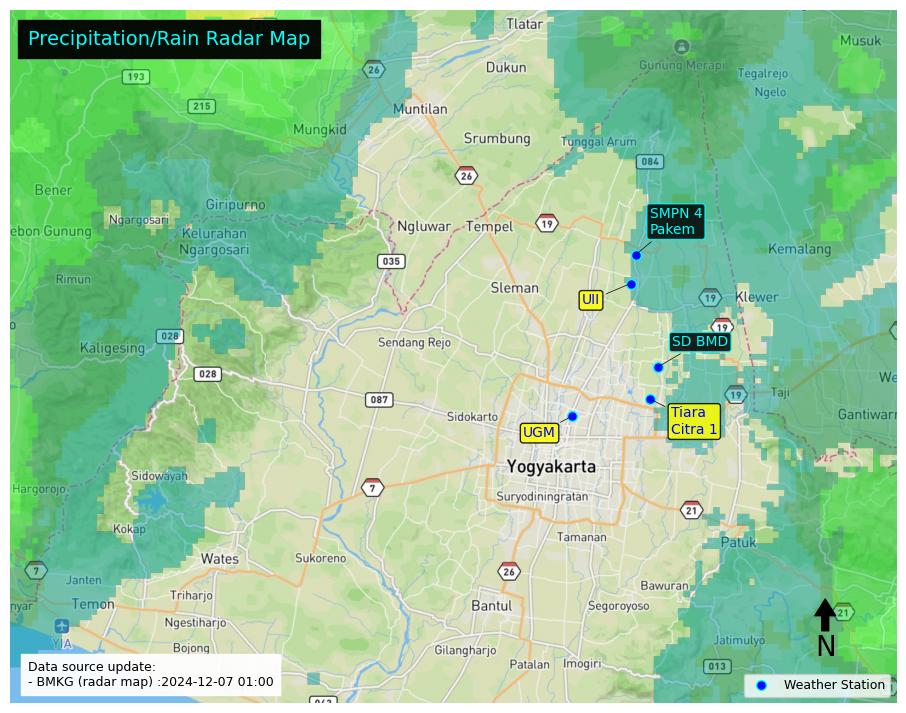 Precipitation/Rain Radar Map
Tlatar
Musuk
Gunung Merapi
26
193
Dukun
Tegalrejo
Ngelo
215
Muntilan
Mungkid
Srumbung
Tunggal Arum
084
26
Bener
Giripurno
Ngargosari
SMPN 4
Pakem
ebon Gunung
Kelurahan
Ngargosari
Ngluwar
Tempel
19
Kemalang
035
Rimun
Sleman
UII
19
Klewer
19
028
Kaligesing
Sendang Rejo
SD BMD
028
We
087
19
Taji
Sidokarto
Tiara
Citra 1
Gantiwar
UGM
Yogyakarta
Sidowayah
Hargorojo
7
Suryodiningratan
21
Kokap
Tamanan
Patuk
Wates
Sukoreno
7
Janten
26
Bawuran
nyar
Temon
Triharjo
Bantul
Segoroyoso
21
Ngestiharjo
YIA
Bojong
Gilangharjo
Jatimulyo
N
Patalan
Imogiri
013
Data source update:
- BMKG (radar map) :2024-12-07 01:00
Weather Station